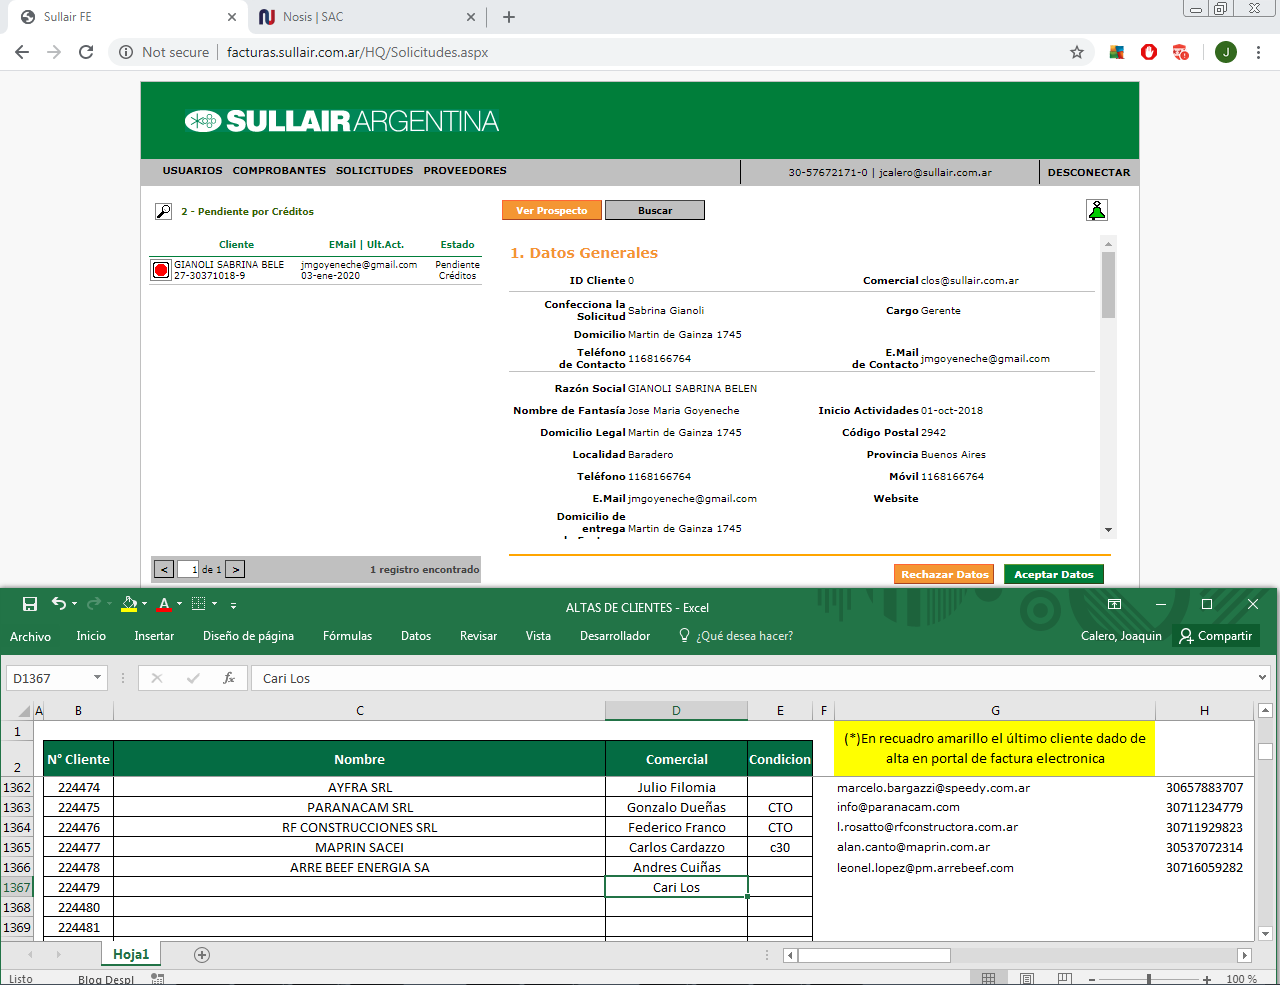 Sullair FE
Nosis | SAC
Not secure
facturas.sullair.com.ar/HQ/Solicitudes.aspx
J
SULLAIR ARGENTINA
USUARIOS COMPROBANTES SOLICITUDES PROVEEDORES
30-57672171-0 | jcalero@sullair.com.ar
DESCONECTAR
2 - Pendiente por Créditos
Ver Prospecto
Buscar
Cliente EMail | Ult.Act. Estado
GIANOLI SABRINA BELE jmgoyeneche@gmail.com Pendiente
27-30371018-9 03-ene-2020 Créditos
< 1 de 1 > 1 registro encontrado
1. Datos Generales
ID Cliente 0 Comercial clos@sullair.com.ar
Confecciona la
Solicitud Sabrina Gianoli Cargo Gerente
Domicilio Martin de Gainza 1745
Teléfono
de Contacto 1168166764
E.Mail
de Contacto jmgoyeneche@gmail.com
Razón Social GIANOLI SABRINA BELEN
Nombre de Fantasía Jose Maria Goyeneche Inicio Actividades 01-oct-2018
Domicilio Legal Martin de Gainza 1745 Código Postal 2942
Localidad Baradero Provincia Buenos Aires
Teléfono 1168166764 Móvil 1168166764
E.Mail jmgoyeneche@gmail.com Website
Domicilio de
entrega Martin de Gainza 1745
Rechazar Datos Aceptar Datos
ALTAS DE CLIENTES - Excel
Archivo Inicio Insertar Diseño de página Fórmulas Datos Revisar Vista Desarrollador ¿Qué desea hacer? Calero, Joaquin Compartir
D1367 fx Cari Los
A B C D E F G H
1
2 N° Cliente Nombre Comercial Condicion
(*)En recuadro amarillo el último cliente dado de
alta en portal de factura electronica
1362 224474 AYFRA SRL Julio Filomia marcelo.bargazzi@speedy.com.ar 30657883707
1363 224475 PARANACAM SRL Gonzalo Dueñas CTO info@paranacam.com 30711234779
1364 224476 RF CONSTRUCCIONES SRL Federico Franco CTO l.rosatto@rfconstructora.com.ar 30711929823
1365 224477 MAPRIN SACEI Carlos Cardazzo c30 alan.canto@maprin.com.ar 30537072314
1366 224478 ARRE BEEF ENERGIA SA Andres Cuiñas leonel.lopez@pm.arrebeef.com 30716059282
1367 224479 Cari Los
1368 224480
1369 224481
Hoja1
Listo Bloq Despl 100 %